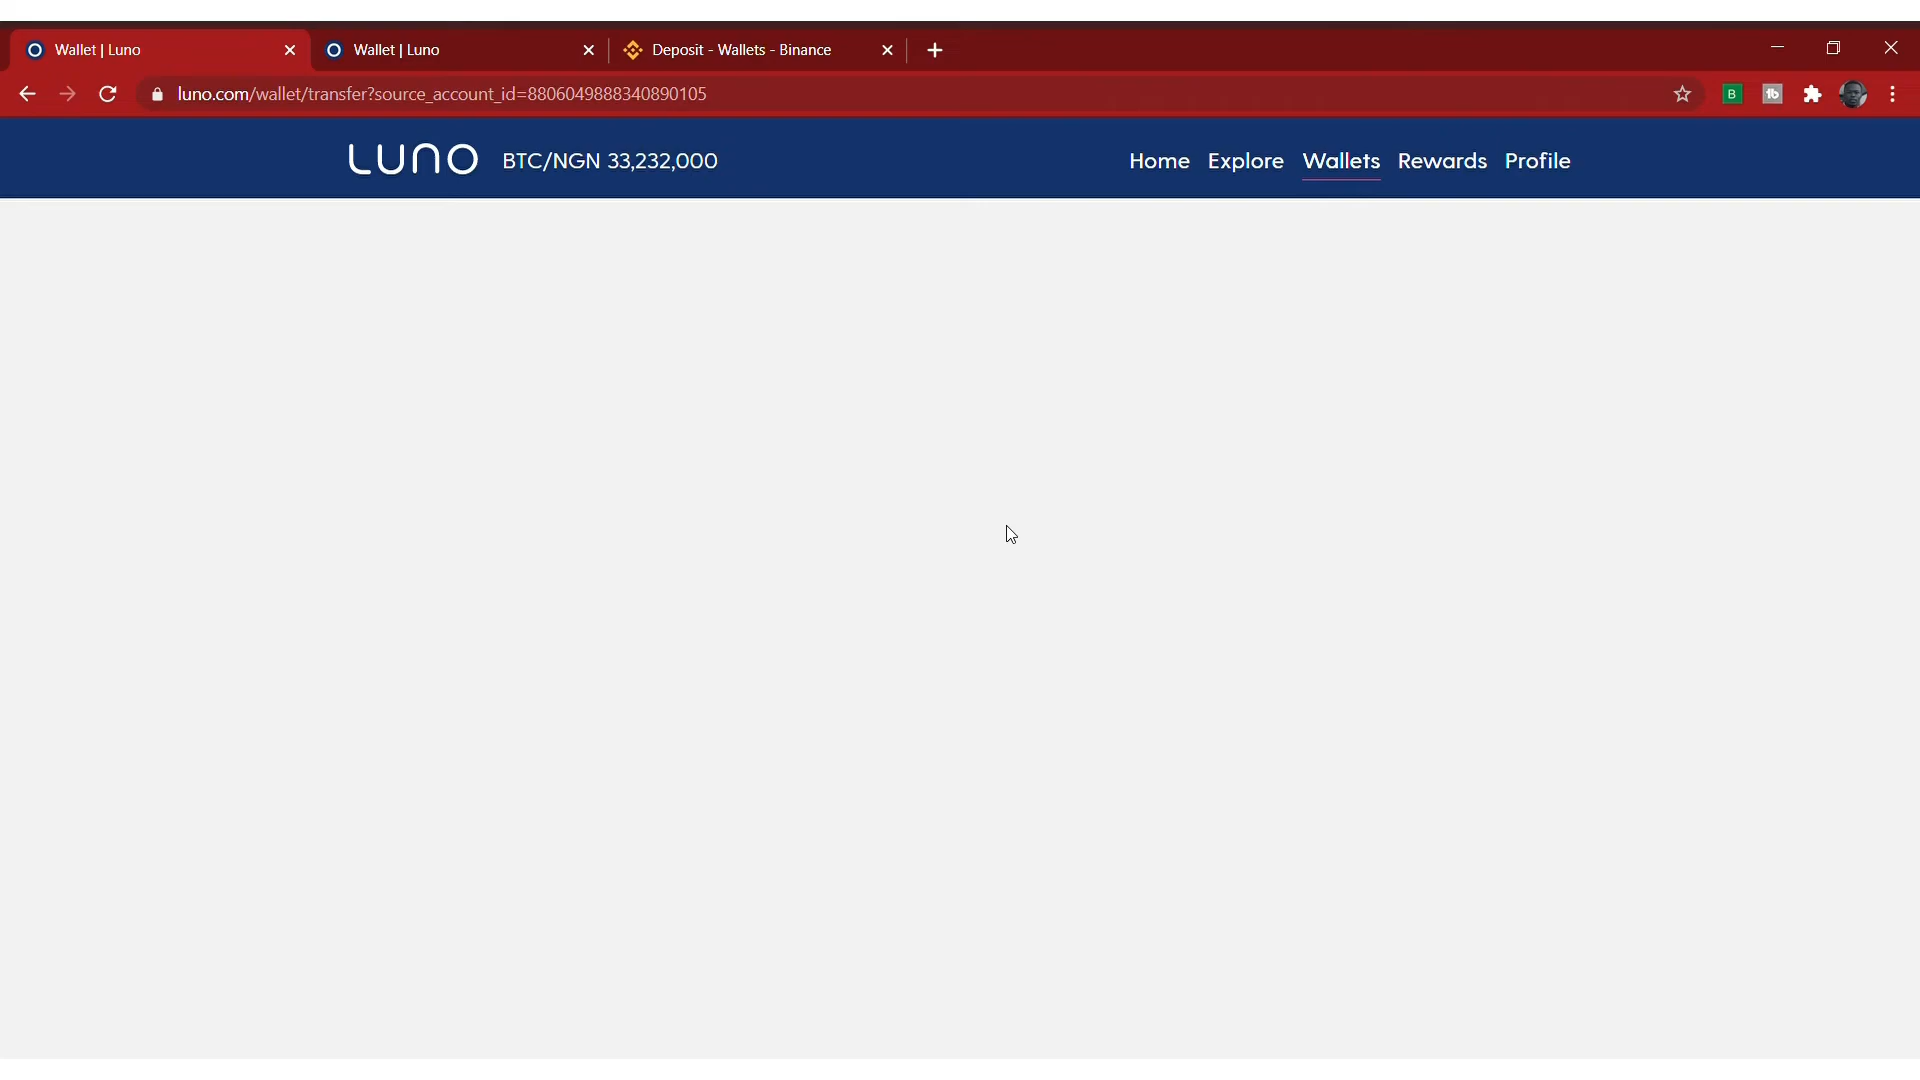 Wallet | Luno
Wallet | Luno
Deposit - Wallets - Binance
luno.com/wallet/transfer?source_account_id=8806049888340890105
B
tb
LUNO BTC/NGN 33,232,000
Home Explore Wallets Rewards Profile